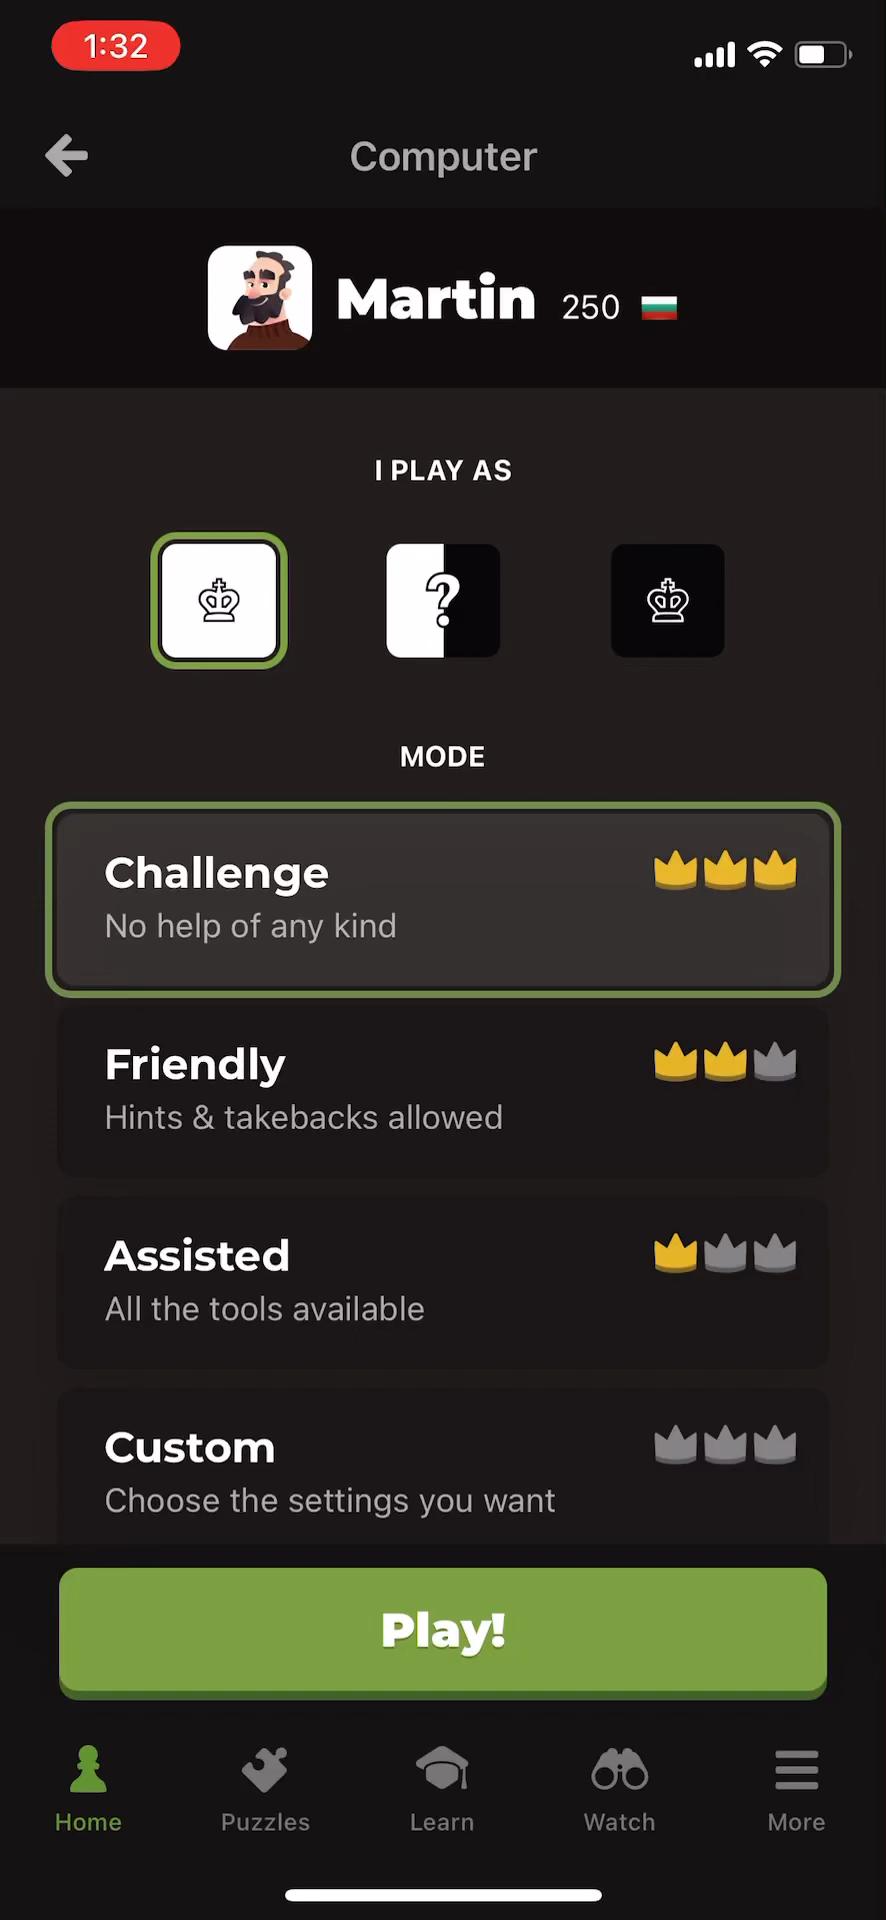 1:32
Computer
Martin 250
I PLAY AS
?
MODE
Challenge
No help of any kind
Friendly
Hints & takebacks allowed
Assisted
All the tools available
Custom
Choose the settings you want
Play!
Home Puzzles Learn Watch More